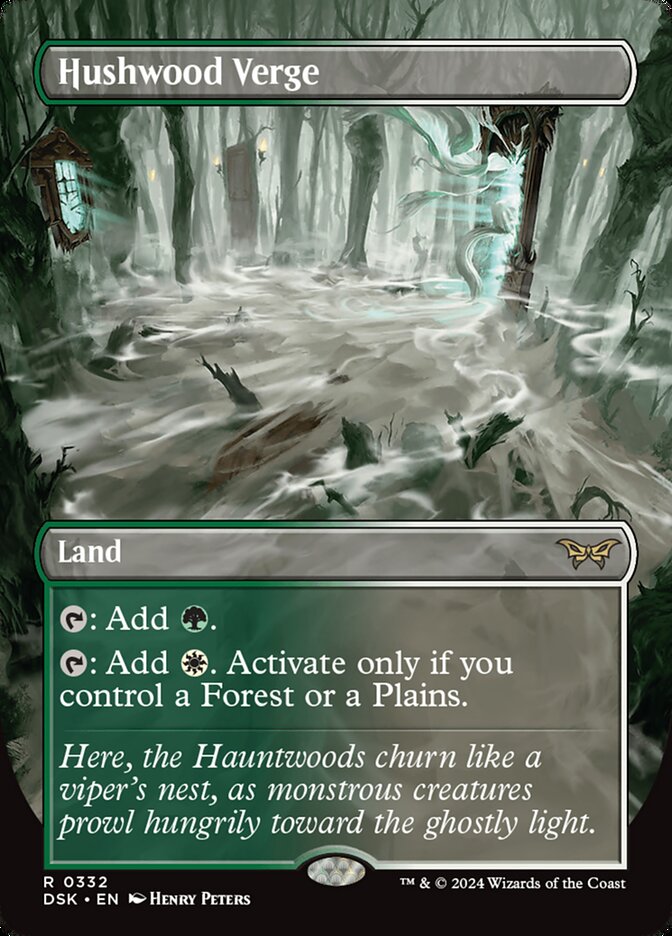 Hushwood Verge
Land
: Add .
: Add . Activate only if you
control a Forest or a Plains.
Here, the Hauntwoods churn like a
viper's nest, as monstrous creatures
prowl hungrily toward the ghostly light.
R 0332
DSK • EN Henry Peters
™ & © 2024 Wizards of the Coast